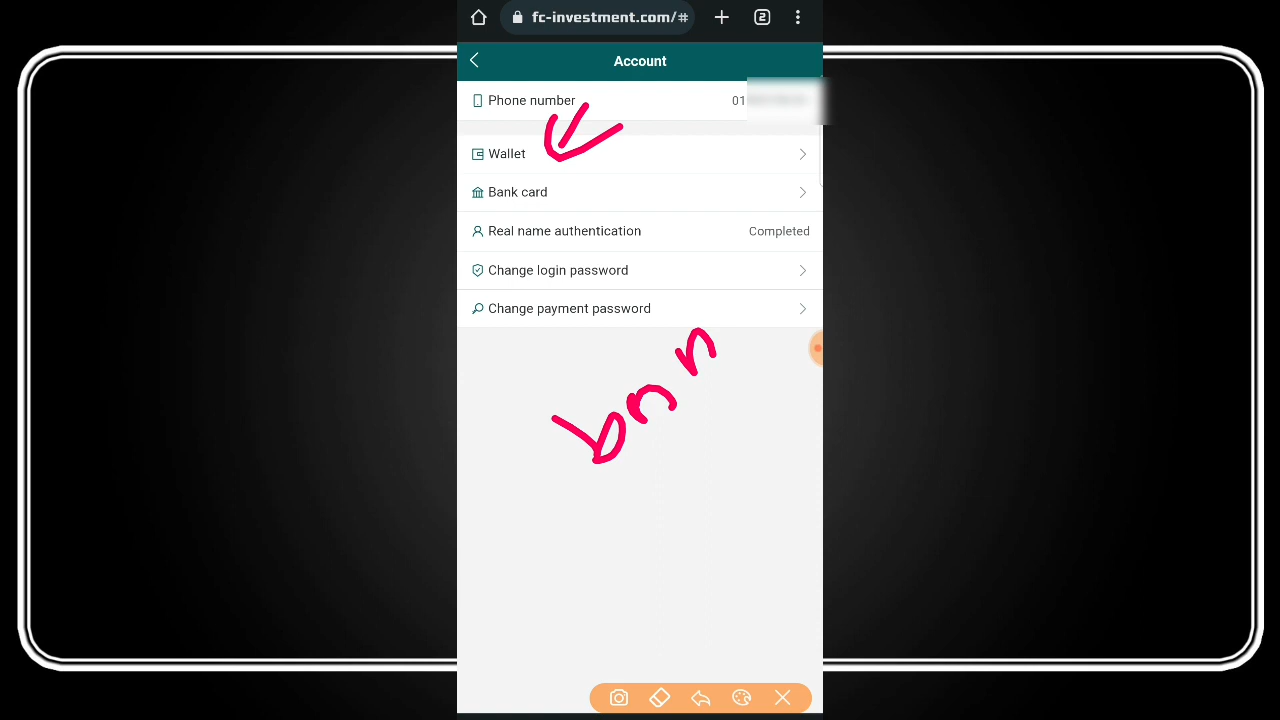 fc-investment.com/#
2
Account
Phone number 01
Wallet
Bank card
Real name authentication Completed
Change login password
Change payment password